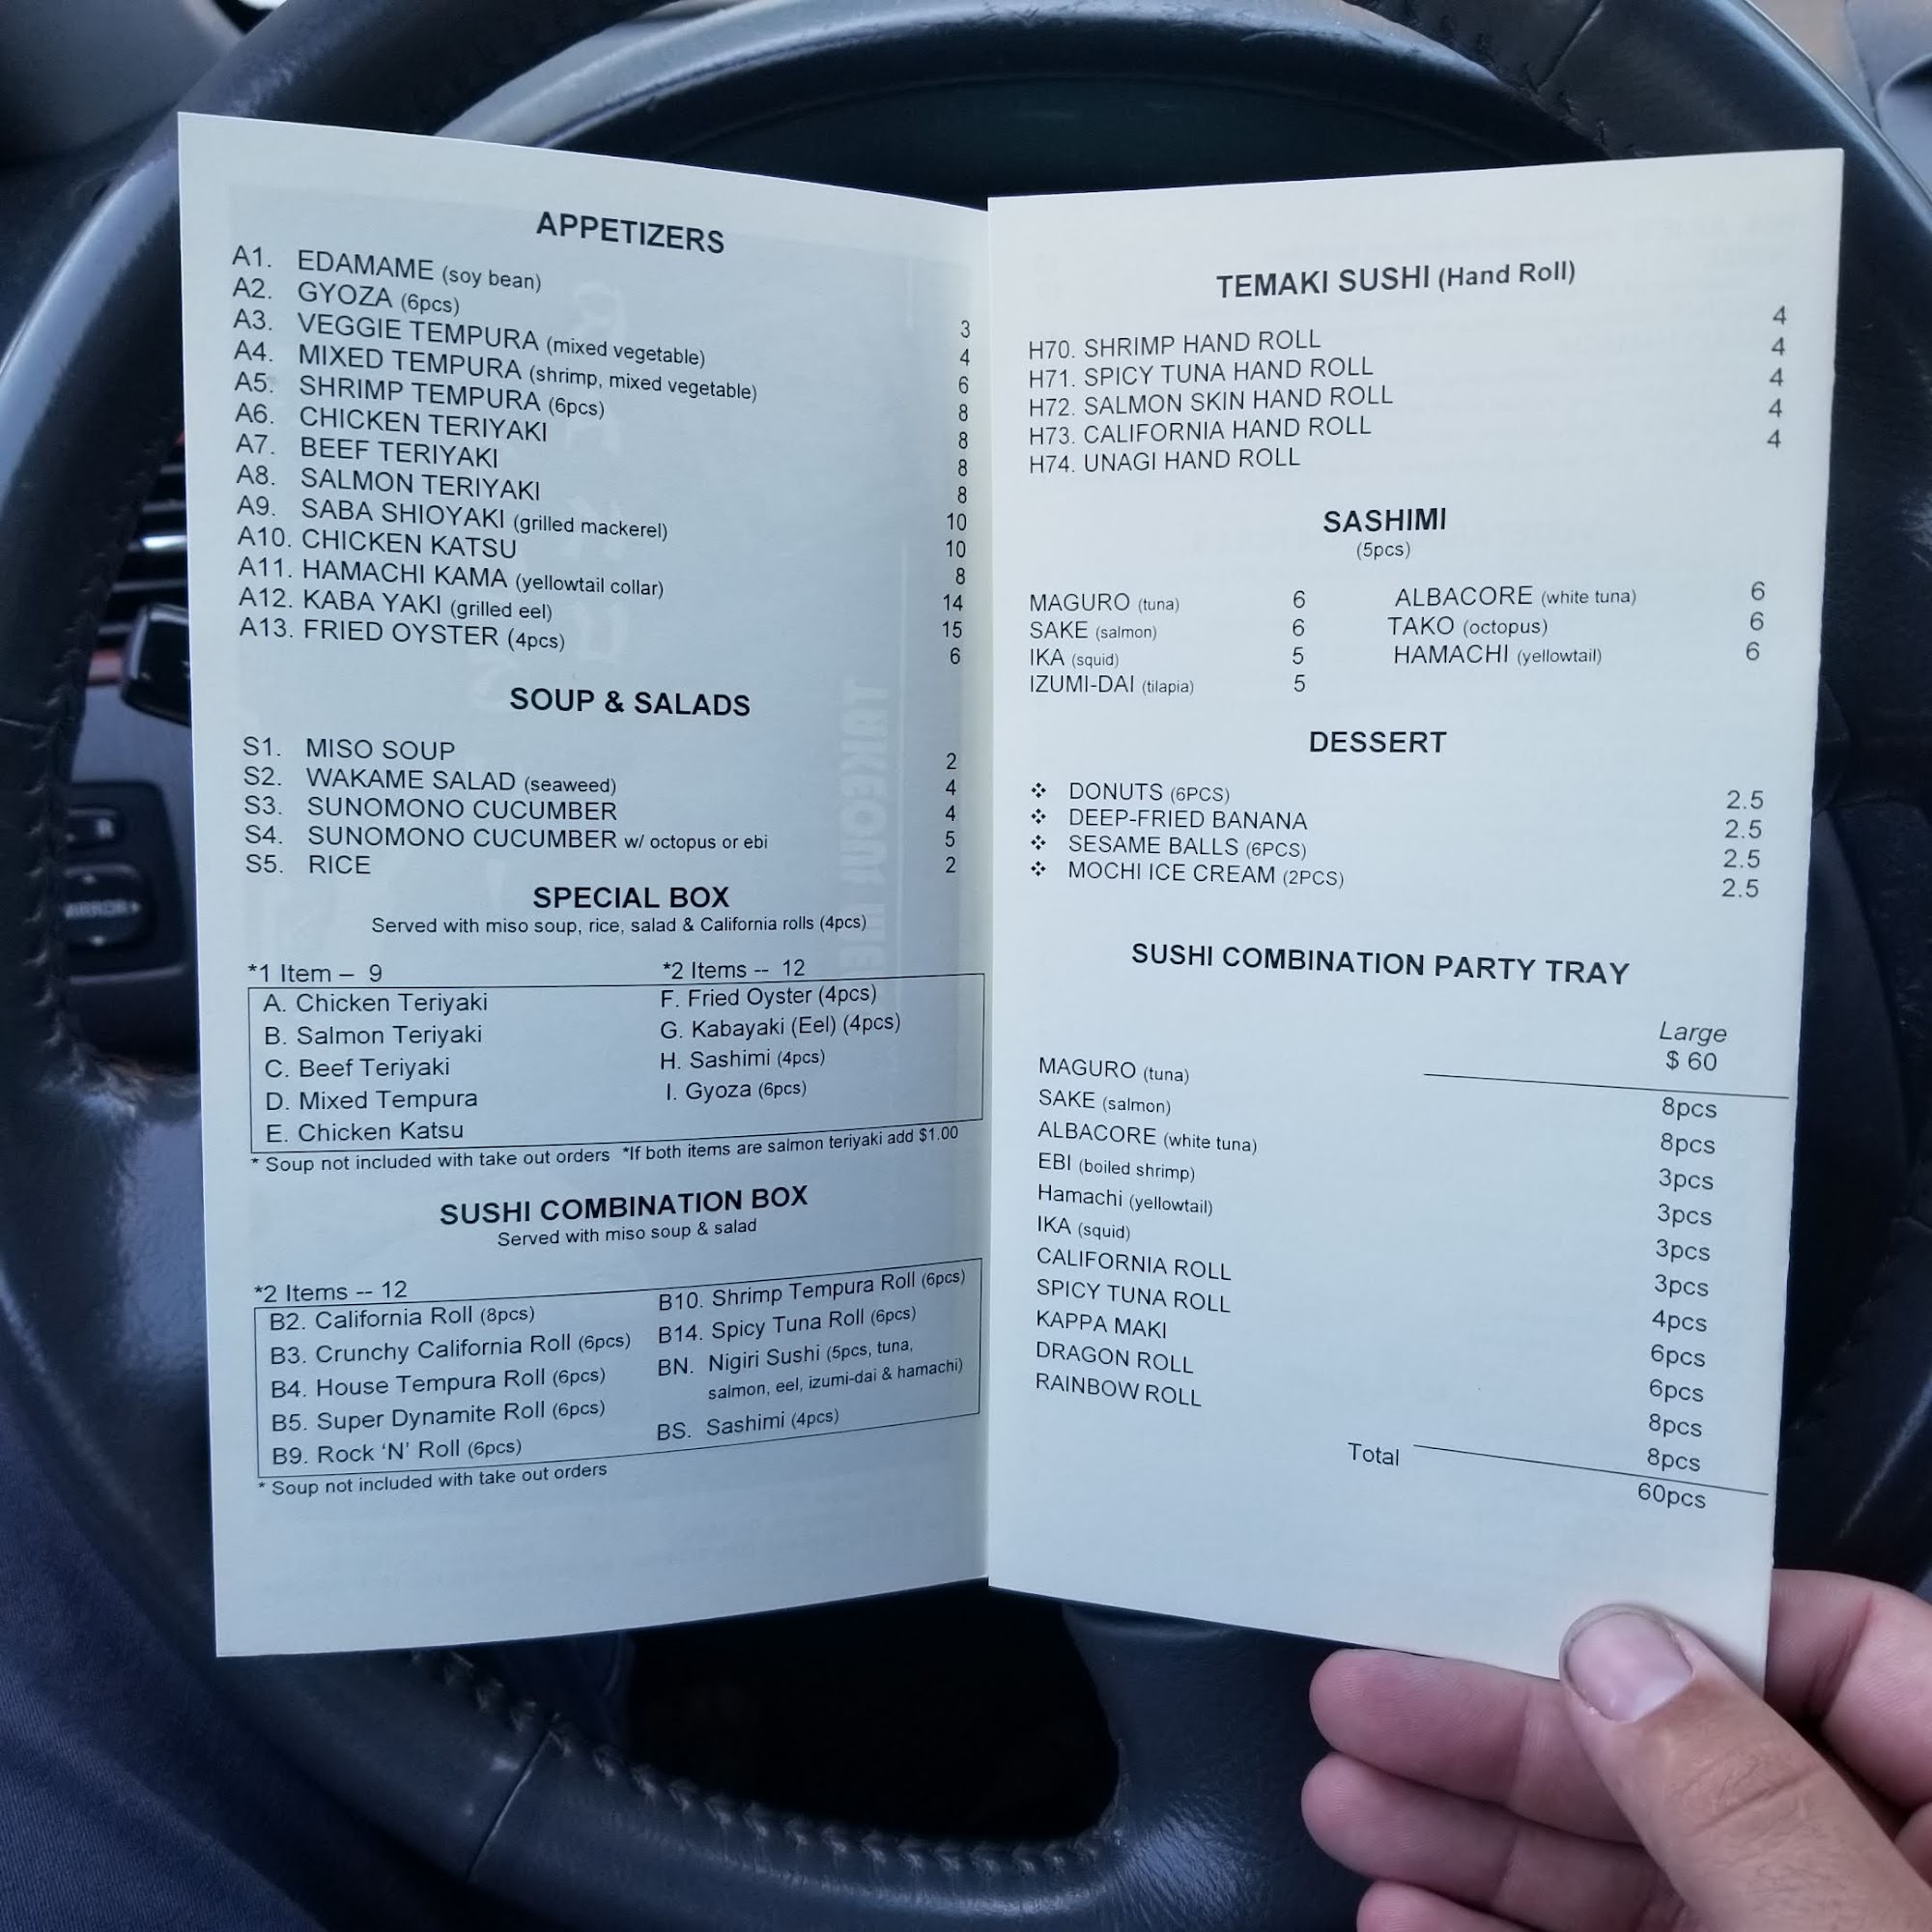 APPETIZERS
A1. EDAMAME (soy bean) 3
A2. GYOZA (6pcs) 4
A3. VEGGIE TEMPURA (mixed vegetable) 6
A4. MIXED TEMPURA (shrimp, mixed vegetable) 8
A5. SHRIMP TEMPURA (6pcs) 8
A6. CHICKEN TERIYAKI 8
A7. BEEF TERIYAKI 8
A8. SALMON TERIYAKI 10
A9. SABA SHIOYAKI (grilled mackerel) 10
A10. CHICKEN KATSU 8
A11. HAMACHI KAMA (yellowtail collar) 14
A12. KABA YAKI (grilled eel) 15
A13. FRIED OYSTER (4pcs) 6
SOUP & SALADS
S1. MISO SOUP 2
S2. WAKAME SALAD (seaweed) 4
S3. SUNOMONO CUCUMBER 4
S4. SUNOMONO CUCUMBER w/ octopus or ebi 5
S5. RICE 2
SPECIAL BOX
Served with miso soup, rice, salad & California rolls (4pcs)
*1 Item – 9 *2 Items -- 12
A. Chicken Teriyaki F. Fried Oyster (4pcs)
B. Salmon Teriyaki G. Kabayaki (Eel) (4pcs)
C. Beef Teriyaki H. Sashimi (4pcs)
D. Mixed Tempura I. Gyoza (6pcs)
E. Chicken Katsu
* Soup not included with take out orders *If both items are salmon teriyaki add $1.00
SUSHI COMBINATION BOX
Served with miso soup & salad
*2 Items -- 12
B2. California Roll (8pcs) B10. Shrimp Tempura Roll (6pcs)
B3. Crunchy California Roll (6pcs) B14. Spicy Tuna Roll (6pcs)
B4. House Tempura Roll (6pcs) BN. Nigiri Sushi (5pcs, tuna,
B5. Super Dynamite Roll (6pcs) salmon, eel, izumi-dai & hamachi)
B9. Rock ‘N’ Roll (6pcs) BS. Sashimi (4pcs)
* Soup not included with take out orders
TEMAKI SUSHI (Hand Roll)
H70. SHRIMP HAND ROLL 4
H71. SPICY TUNA HAND ROLL 4
H72. SALMON SKIN HAND ROLL 4
H73. CALIFORNIA HAND ROLL 4
H74. UNAGI HAND ROLL 4
SASHIMI
(5pcs)
MAGURO (tuna) 6 ALBACORE (white tuna) 6
SAKE (salmon) 6 TAKO (octopus) 6
IKA (squid) 5 HAMACHI (yellowtail) 6
IZUMI-DAI (tilapia) 5
DESSERT
❖ DONUTS (6PCS) 2.5
❖ DEEP-FRIED BANANA 2.5
❖ SESAME BALLS (6PCS) 2.5
❖ MOCHI ICE CREAM (2PCS) 2.5
SUSHI COMBINATION PARTY TRAY
Large
$ 60
MAGURO (tuna) 8pcs
SAKE (salmon) 8pcs
ALBACORE (white tuna) 3pcs
EBI (boiled shrimp) 3pcs
Hamachi (yellowtail) 3pcs
IKA (squid) 3pcs
CALIFORNIA ROLL 4pcs
SPICY TUNA ROLL 6pcs
KAPPA MAKI 6pcs
DRAGON ROLL 8pcs
RAINBOW ROLL 8pcs
Total 60pcs